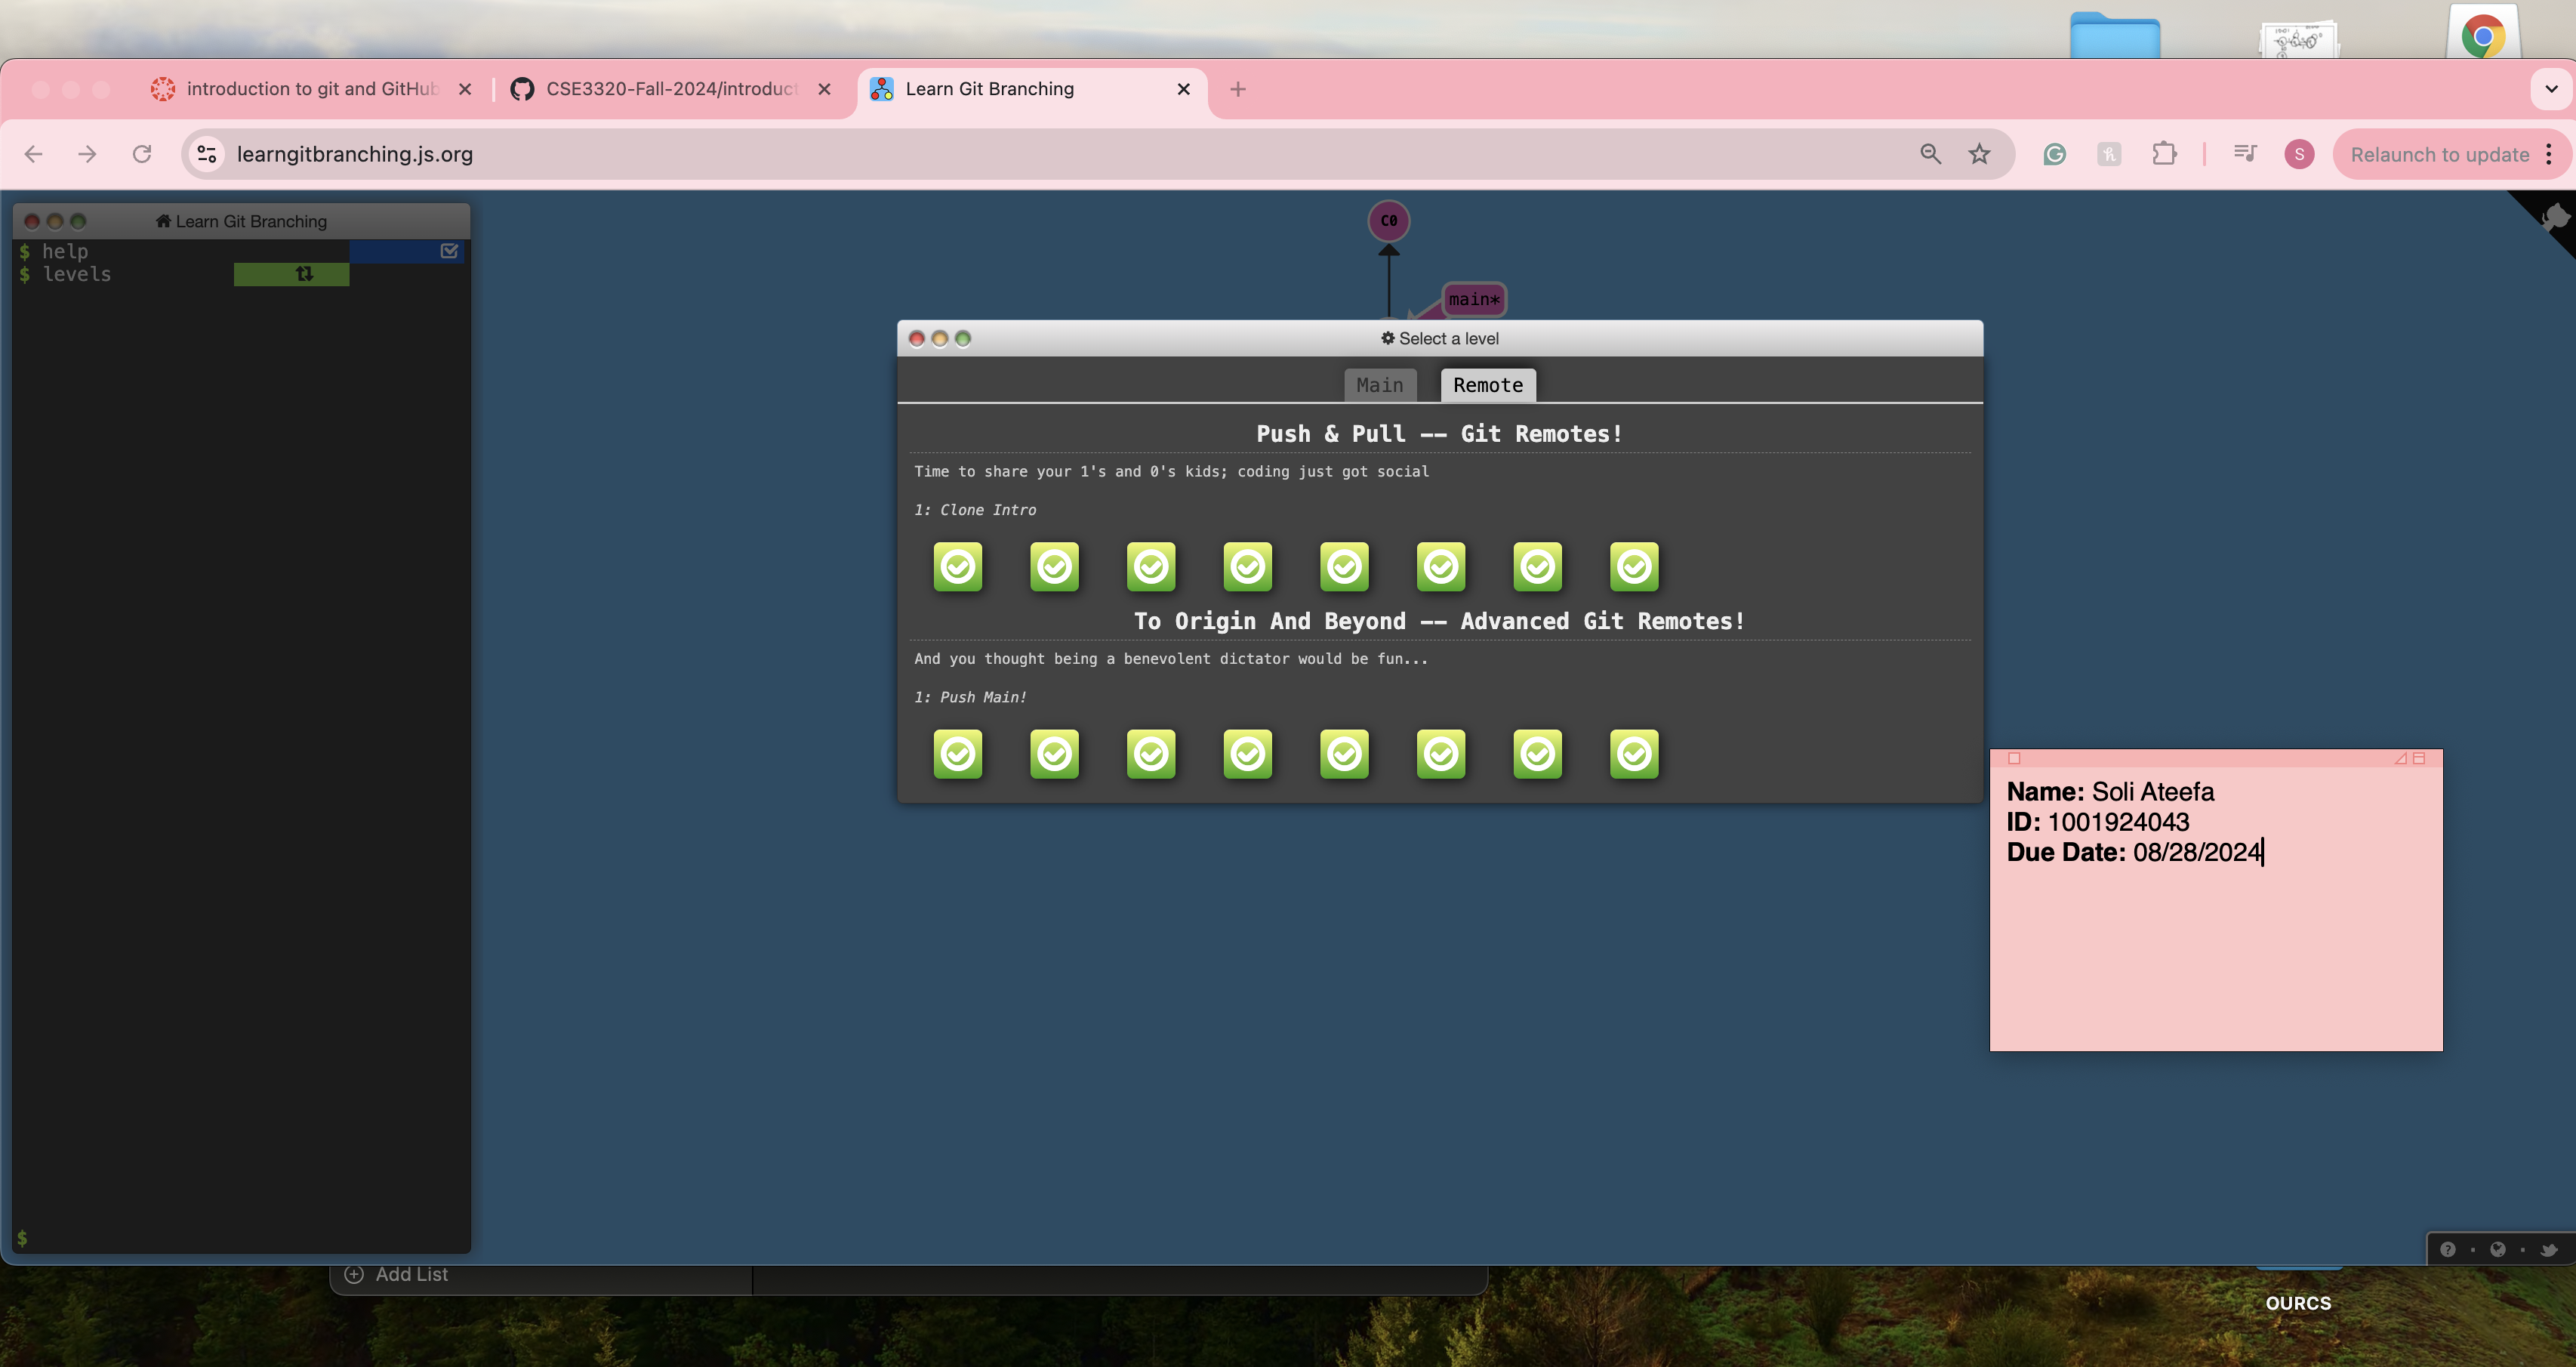 introduction to git and GitHub
CSE3320-Fall-2024/introduct
Learn Git Branching
learngitbranching.js.org
S
Relaunch to update
Learn Git Branching
$ help
$ levels
C0
main*
Select a level
Main
Remote
Push & Pull -- Git Remotes!
Time to share your 1's and 0's kids; coding just got social
1: Clone Intro
To Origin And Beyond -- Advanced Git Remotes!
And you thought being a benevolent dictator would be fun...
1: Push Main!
Name: Soli Ateefa
ID: 1001924043
Due Date: 08/28/2024
$
Add List
OURCS